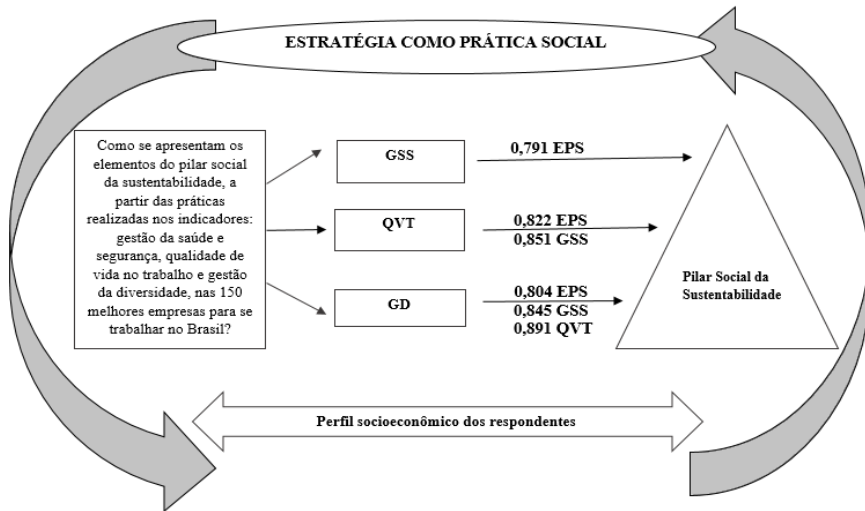 ESTRATÉGIA COMO PRÁTICA SOCIAL
Como se apresentam os
elementos do pilar social
da sustentabilidade, a
partir das práticas
realizadas nos indicadores:
gestão da saúde e
segurança, qualidade de
vida no trabalho e gestão
da diversidade, nas 150
melhores empresas para se
trabalhar no Brasil?
GSS
0,791 EPS
QVT
0,822 EPS
0,851 GSS
GD
0,804 EPS
0,845 GSS
0,891 QVT
Pilar Social da
Sustentabilidade
Perfil socioeconômico dos respondentes